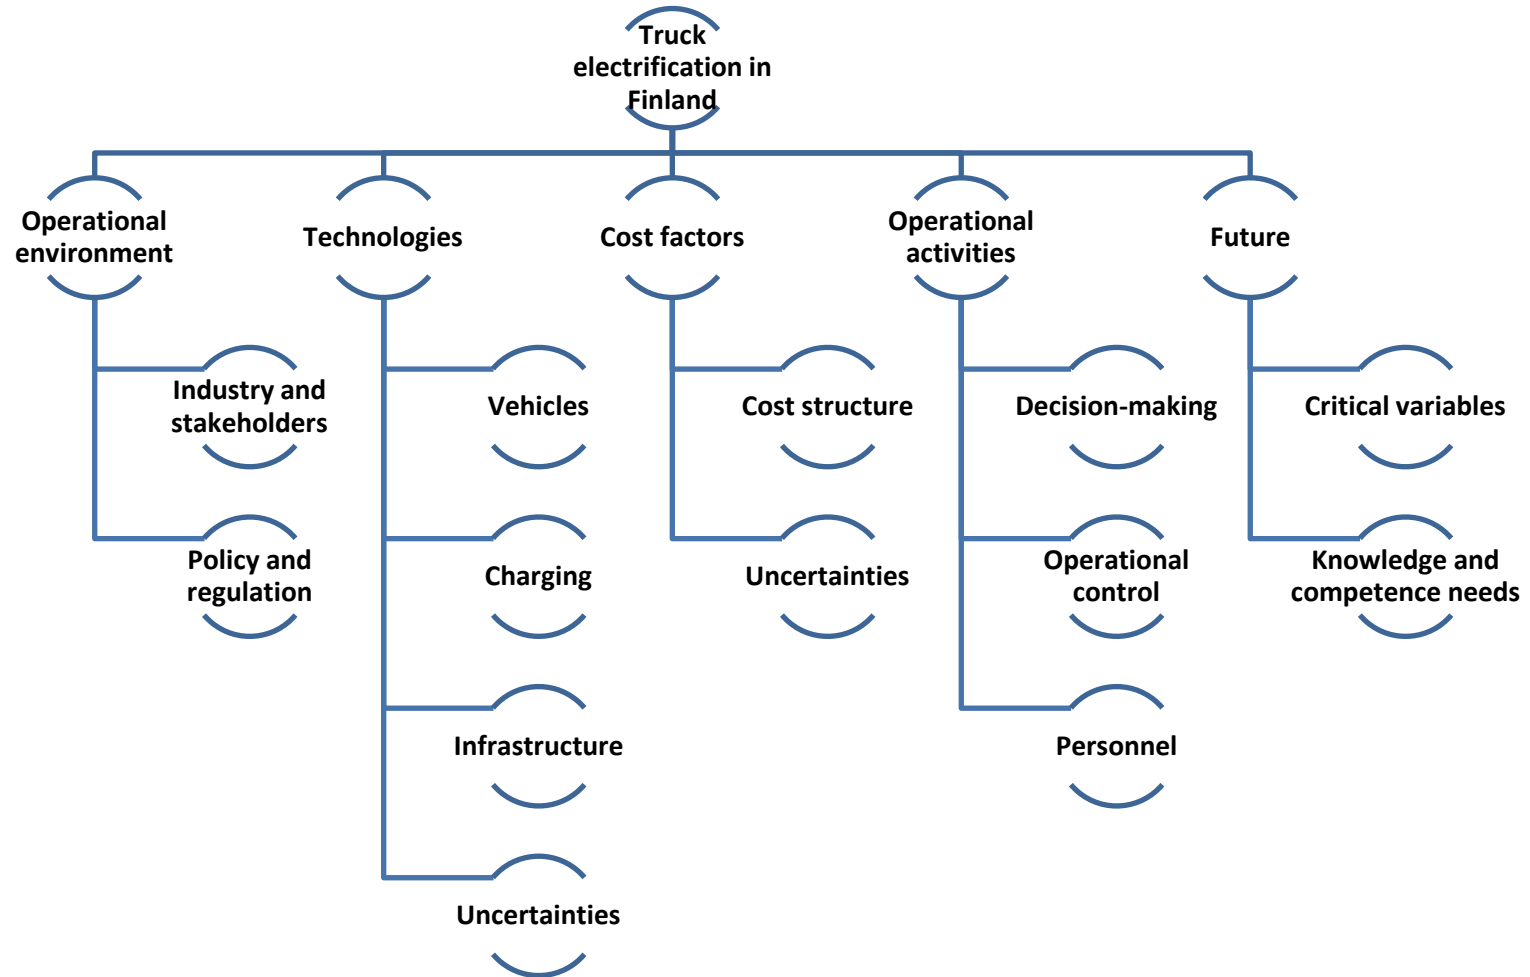 Truck
electrification in
Finland
Operational
environment
Technologies
Cost factors
Operational
activities
Future
Industry and
stakeholders
Vehicles
Cost structure
Decision-making
Critical variables
Policy and
regulation
Charging
Uncertainties
Operational
control
Knowledge and
competence needs
Infrastructure
Personnel
Uncertainties